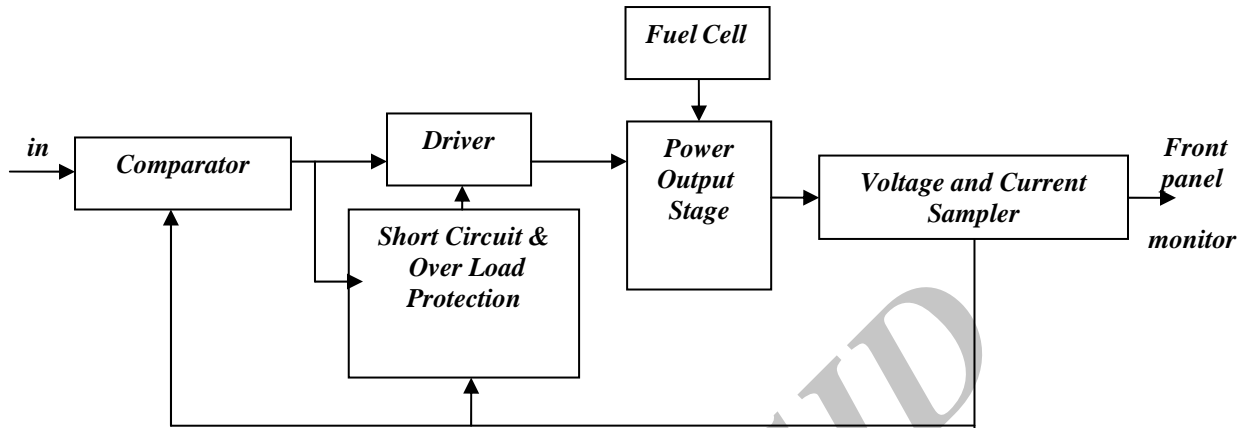 Fuel Cell
in
Comparator
Driver
Power
Output
Stage
Voltage and Current
Sampler
Front
panel
monitor
Short Circuit &
Over Load
Protection